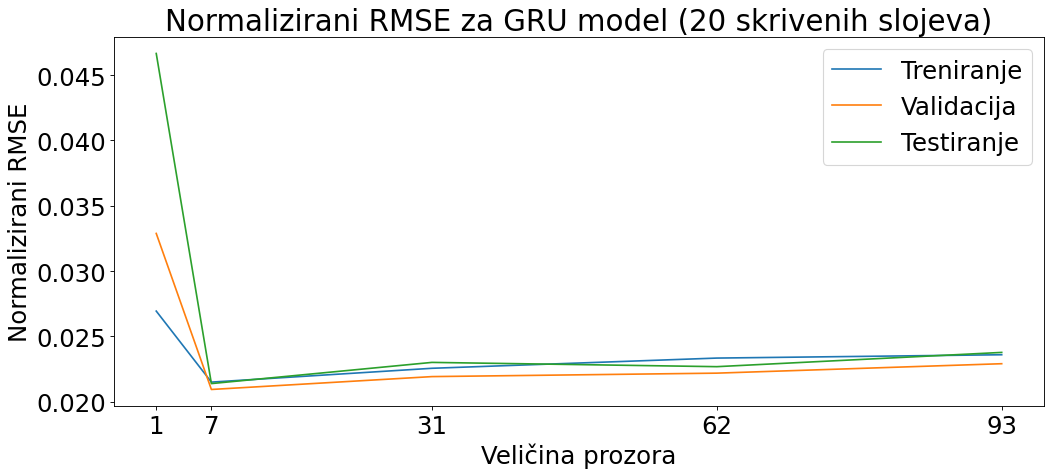 Normalizirani RMSE za GRU model (20 skrivenih slojeva)
Normalizirani RMSE
0.045
0.040
0.035
0.030
0.025
0.020
Treniranje
Validacija
Testiranje
1 7 31 62 93
Veličina prozora